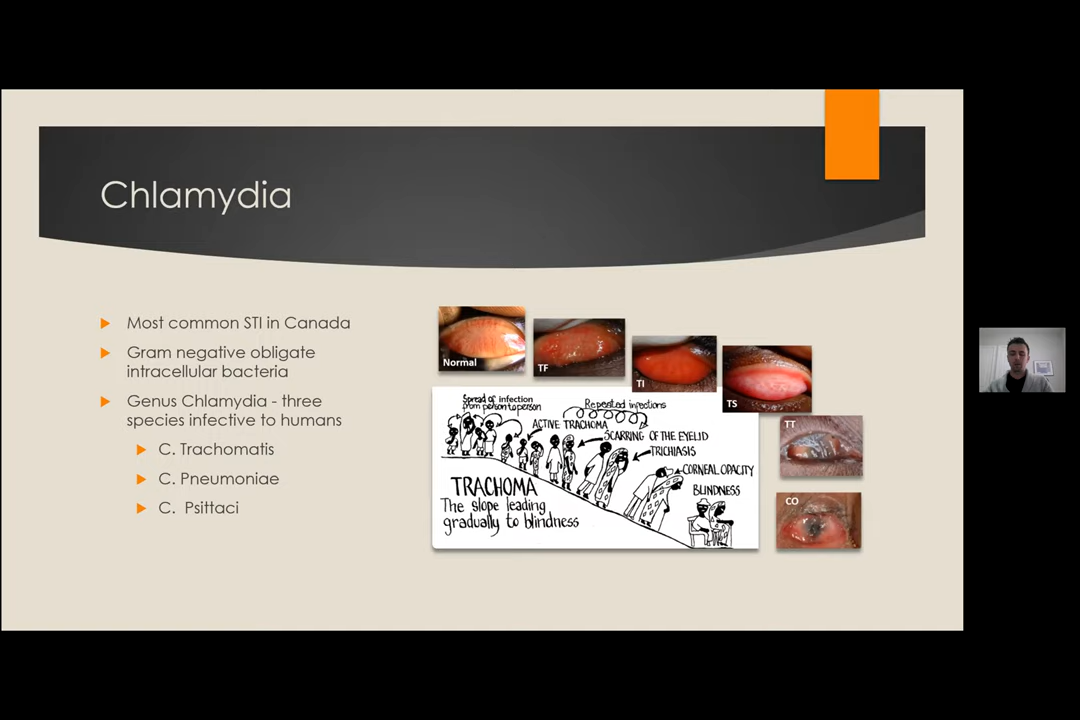 Chlamydia
Most common STI in Canada
Gram negative obligate
intracellular bacteria
Genus Chlamydia - three
species infective to humans
C. Trachomatis
C. Pneumoniae
C. Psittaci
Normal
TF
TI
TS
TT
CO
Spread of infection
from person to person
Repeated infections
ACTIVE TRACHOMA
SCARRING OF THE EYELID
TRICHIASIS
CORNEAL OPACITY
BLINDNESS
TRACHOMA
The slope leading
gradually to blindness